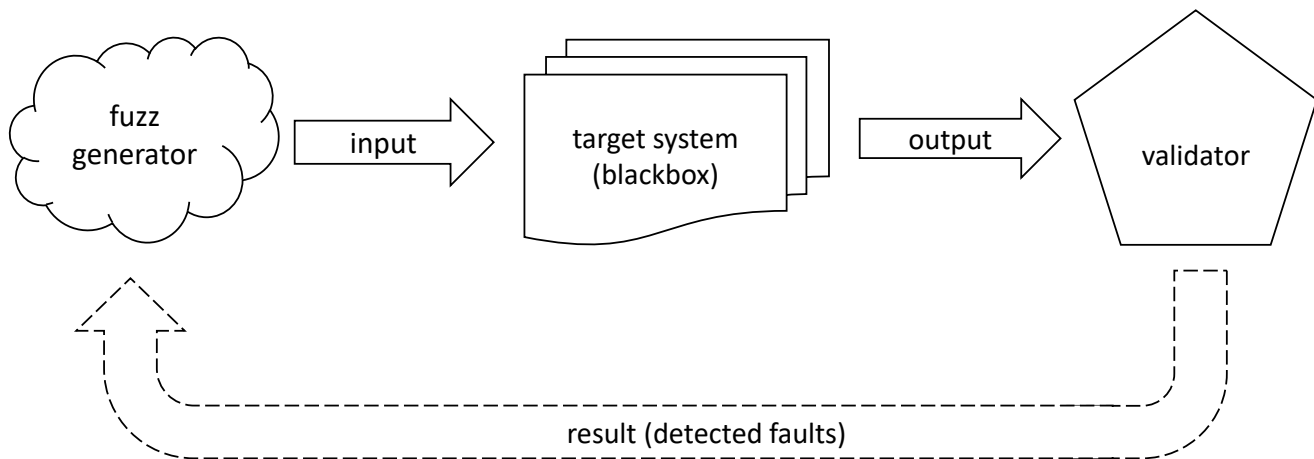 fuzz
generator
input
target system
(blackbox)
output
validator
result (detected faults)